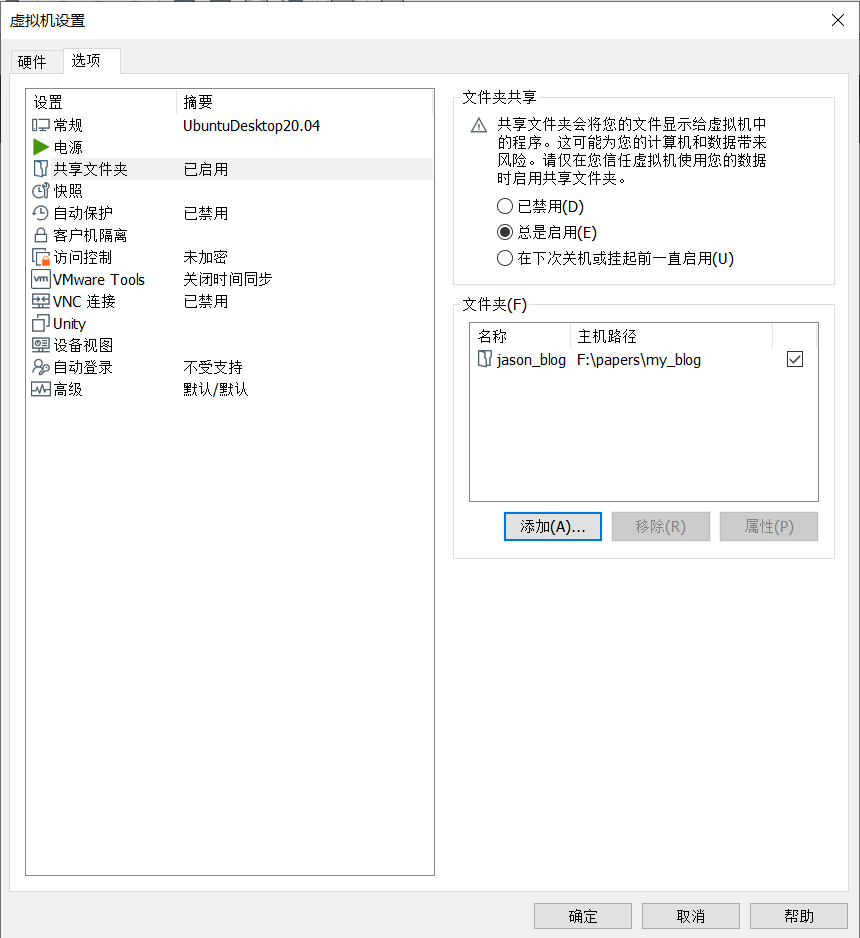 虚拟机设置
硬件 选项
设置 摘要
常规 UbuntuDesktop20.04
电源
共享文件夹 已启用
快照
自动保护 已禁用
客户机隔离
访问控制 未加密
VMware Tools 关闭时间同步
VNC 连接 已禁用
Unity
设备视图
自动登录 不受支持
高级 默认/默认
文件夹共享
共享文件夹会将您的文件显示给虚拟机中
的程序。这可能为您的计算机和数据带来
风险。请仅在您信任虚拟机使用您的数据
时启用共享文件夹。
已禁用(D)
总是启用(E)
在下次关机或挂起前一直启用(U)
文件夹(F)
名称 主机路径
jason_blog F:\papers\my_blog
添加(A)... 移除(R) 属性(P)
确定 取消 帮助